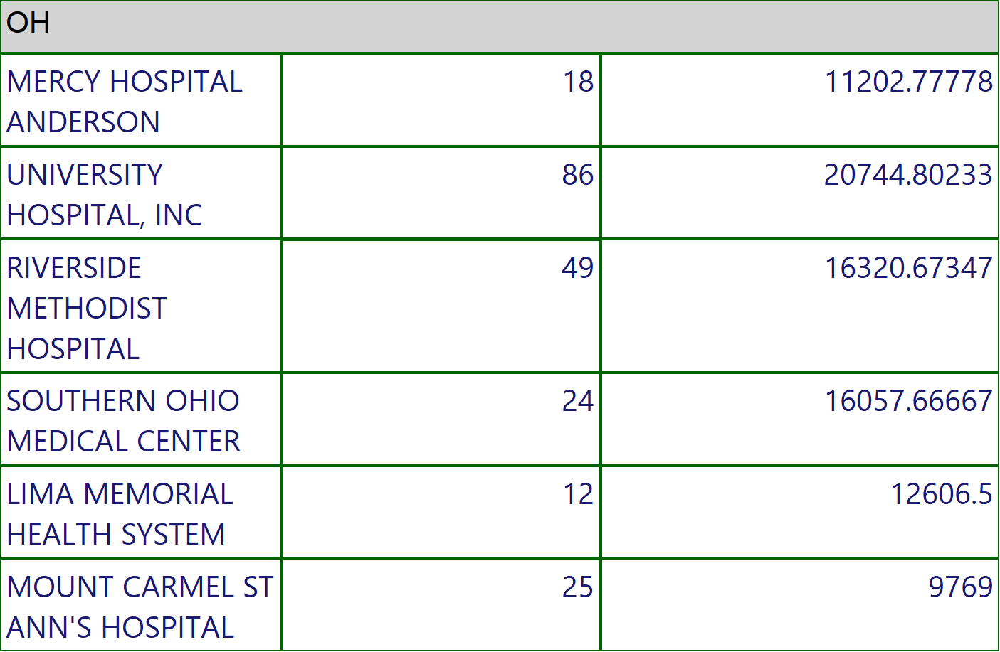 OH
MERCY HOSPITAL 18 11202.77778
ANDERSON
UNIVERSITY 86 20744.80233
HOSPITAL, INC
RIVERSIDE 49 16320.67347
METHODIST
HOSPITAL
SOUTHERN OHIO 24 16057.66667
MEDICAL CENTER
LIMA MEMORIAL 12 12606.5
HEALTH SYSTEM
MOUNT CARMEL ST 25 9769
ANN'S HOSPITAL